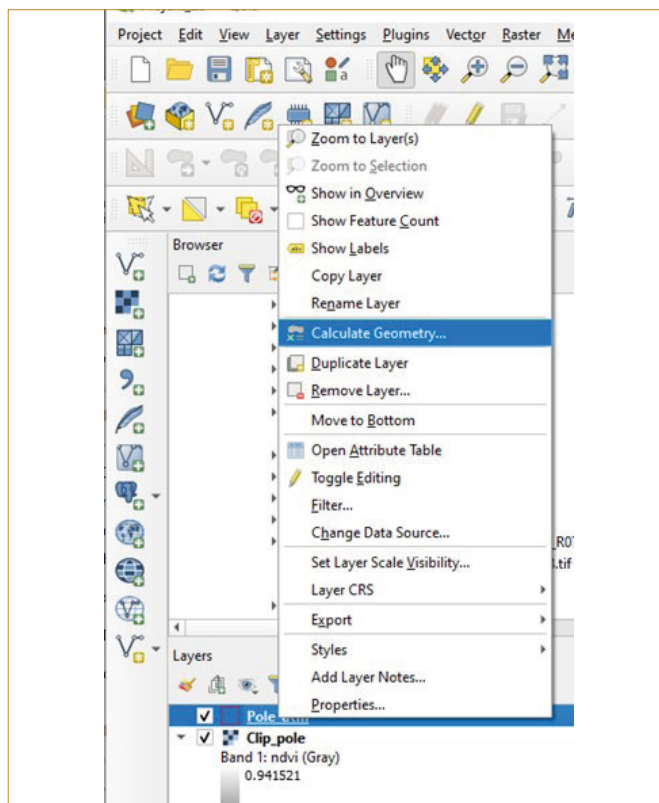 Project Edit View Layer Settings Plugins Vector Raster
Zoom to Layer(s)
Zoom to Selection
Show in Overview
Show Feature Count
abc Show Labels
Copy Layer
Rename Layer
Calculate Geometry...
Duplicate Layer
Remove Layer...
Move to Bottom
Open Attribute Table
Toggle Editing
Filter...
Change Data Source...
Set Layer Scale Visibility...
Layer CRS
Export
Styles
Add Layer Notes...
Properties...
Browser
.tif
Layers
Pole
Clip_pole
Band 1: ndvi (Gray)
0.941521